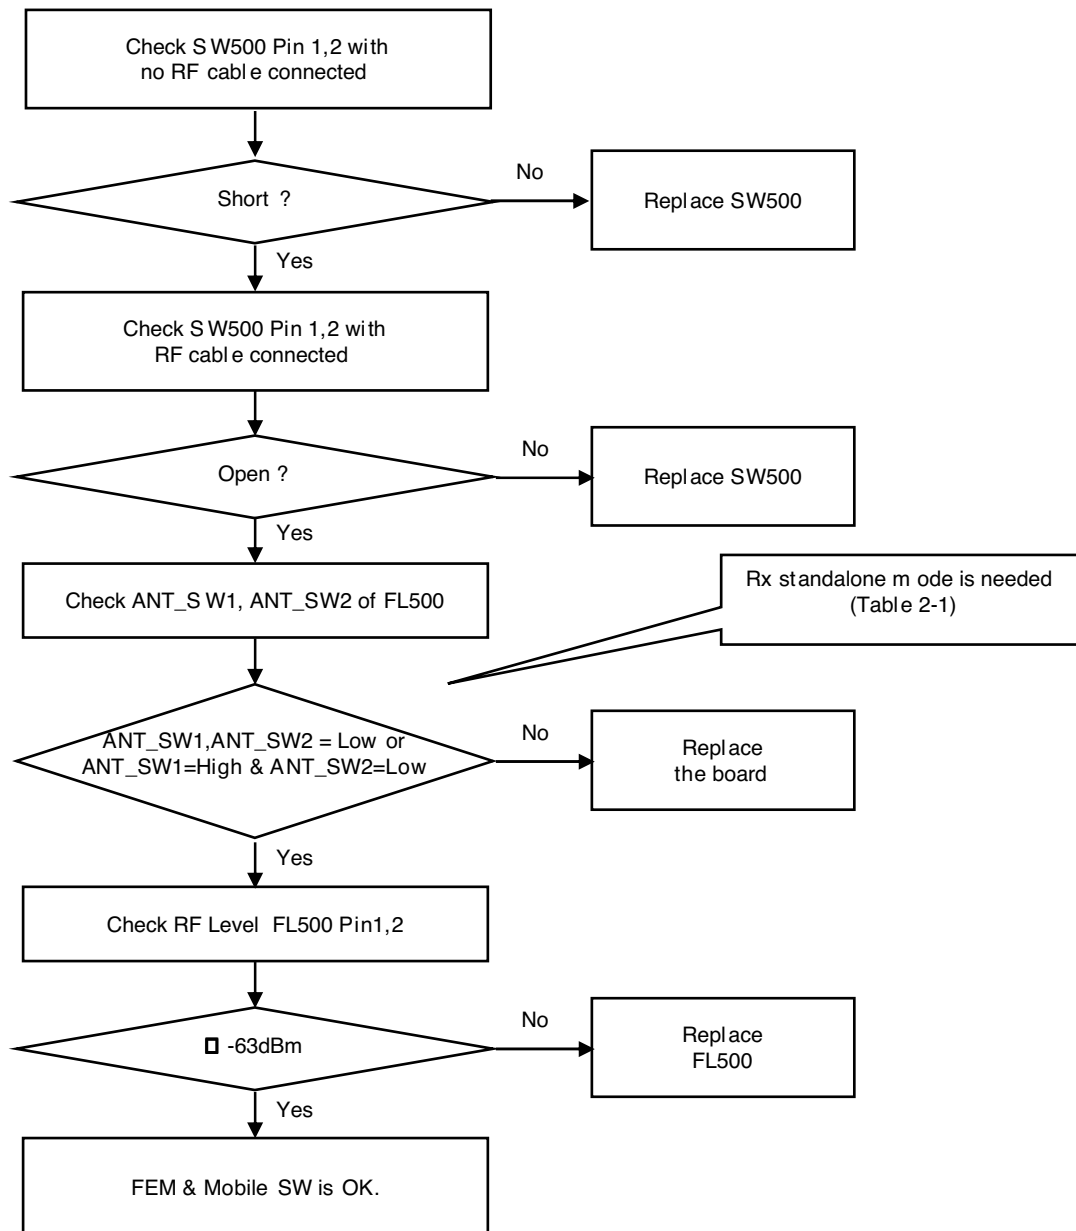 Check SW500 Pin 1,2 with
no RF cable connected
Short ?
No
Replace SW500
Yes
Check SW500 Pin 1,2 with
RF cable connected
Open ?
No
Replace SW500
Yes
Check ANT_SW1, ANT_SW2 of FL500
Rx standalone mode is needed
(Table 2-1)
ANT_SW1,ANT_SW2 = Low or
ANT_SW1=High & ANT_SW2=Low
No
Replace
the board
Yes
Check RF Level FL500 Pin1,2
□ -63dBm
No
Replace
FL500
Yes
FEM & Mobile SW is OK.